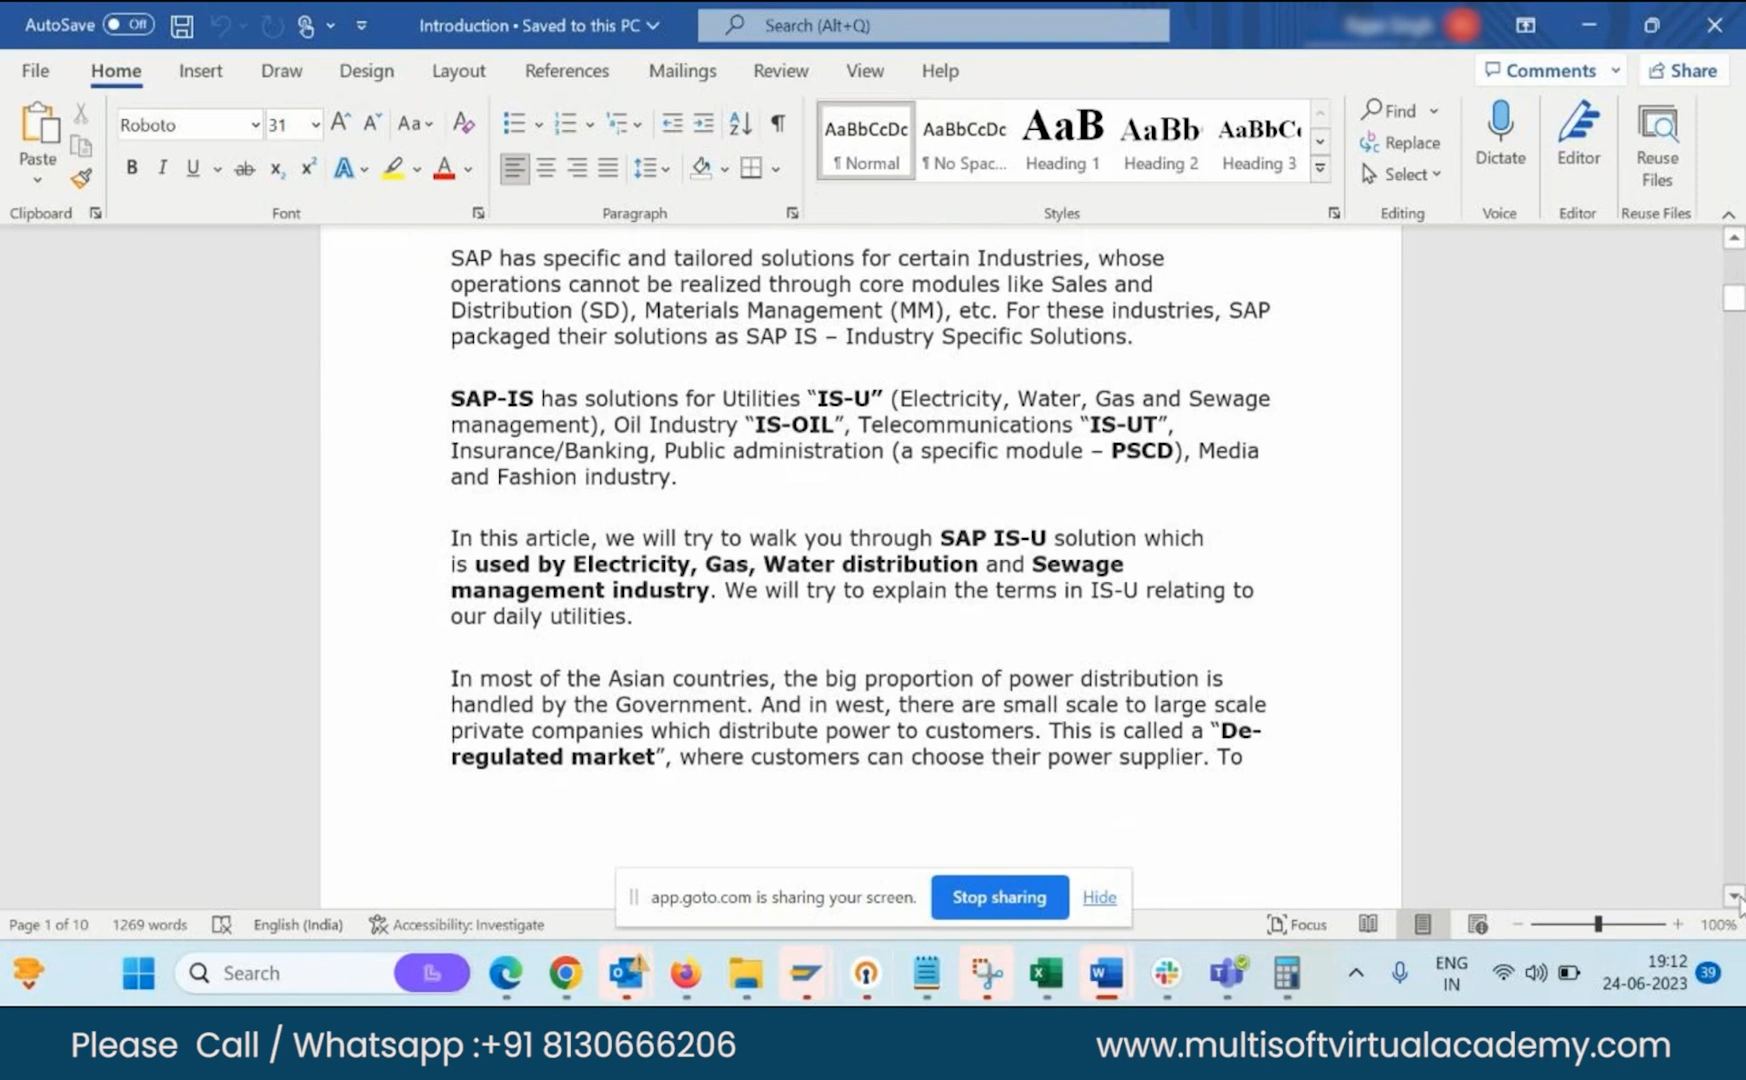 AutoSave Off Introduction • Saved to this PC Search (Alt+Q)
File Home Insert Draw Design Layout References Mailings Review View Help Comments Share
Paste Roboto 31 Aa
AaBbCcDc AaBbCcDc AaB AaBb AaBbC
¶ Normal ¶ No Spac... Heading 1 Heading 2 Heading 3
Find Replace Select Dictate Editor Reuse Files
Clipboard Font Paragraph Styles Editing Voice Editor Reuse Files
SAP has specific and tailored solutions for certain Industries, whose
operations cannot be realized through core modules like Sales and
Distribution (SD), Materials Management (MM), etc. For these industries, SAP
packaged their solutions as SAP IS – Industry Specific Solutions.
SAP-IS has solutions for Utilities “IS-U” (Electricity, Water, Gas and Sewage
management), Oil Industry “IS-OIL”, Telecommunications “IS-UT”,
Insurance/Banking, Public administration (a specific module – PSCD), Media
and Fashion industry.
In this article, we will try to walk you through SAP IS-U solution which
is used by Electricity, Gas, Water distribution and Sewage
management industry. We will try to explain the terms in IS-U relating to
our daily utilities.
In most of the Asian countries, the big proportion of power distribution is
handled by the Government. And in west, there are small scale to large scale
private companies which distribute power to customers. This is called a “De-
regulated market”, where customers can choose their power supplier. To
app.goto.com is sharing your screen. Stop sharing Hide
Page 1 of 10 1269 words English (India) Accessibility: Investigate Focus 100%
Search ENG 19:12
IN 24-06-2023 39
Please Call / Whatsapp :+91 8130666206 www.multisoftvirtualacademy.com